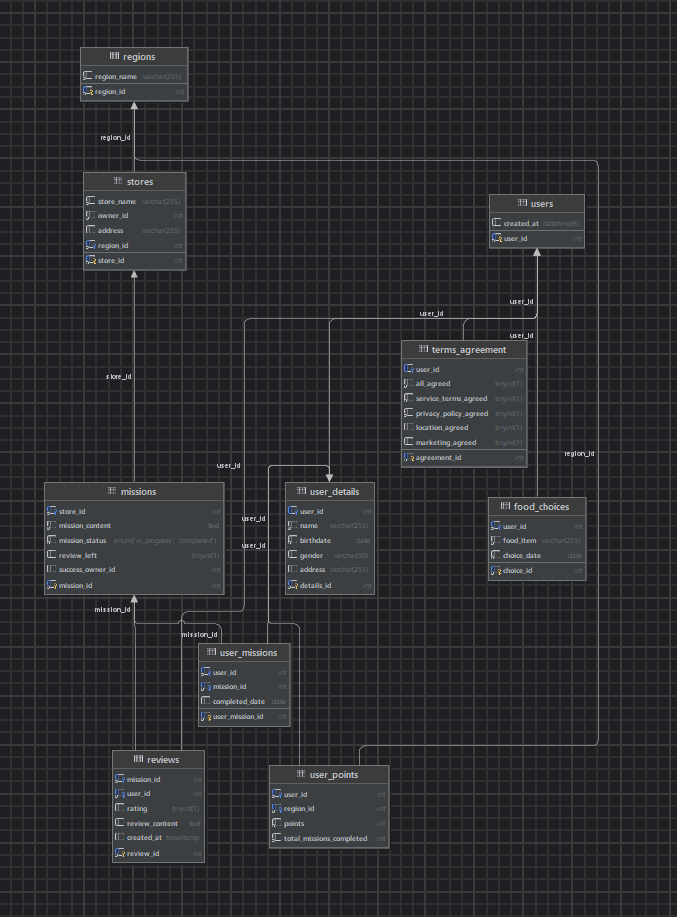 regions
region_name varchar(255)
region_id int
region_id
stores
store_name varchar(255)
owner_id int
address varchar(255)
region_id int
store_id int
users
created_at datetime(6)
user_id int
user_id
user_id
user_id
terms_agreement
user_id int
all_agreed tinyint(1)
service_terms_agreed tinyint(1)
privacy_policy_agreed tinyint(1)
location_agreed tinyint(1)
marketing_agreed tinyint(1)
agreement_id int
store_id
region_id
user_id
missions
store_id int
mission_content text
mission_status enum('in_progress', 'completed')
review_left tinyint(1)
success_owner_id int
mission_id int
user_details
user_id int
name varchar(255)
birthdate date
gender varchar(50)
address varchar(255)
details_id int
food_choices
user_id int
food_item varchar(255)
choice_date date
choice_id int
user_id
user_id
mission_id
mission_id
user_missions
user_id int
mission_id int
completed_date date
user_mission_id int
reviews
mission_id int
user_id int
rating tinyint(1)
review_content text
created_at timestamp
review_id int
user_points
user_id int
region_id int
points int
total_missions_completed int